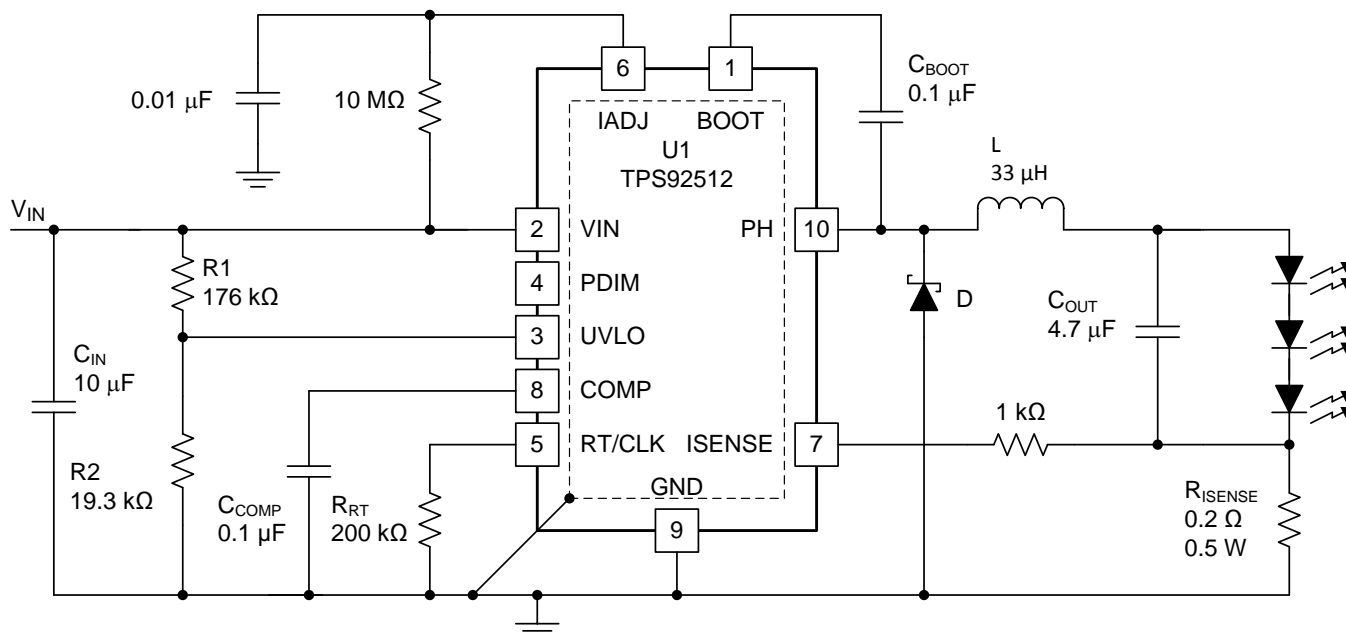 6
1
C_BOOT
0.1 μF
0.01 μF
10 MΩ
IADJ
BOOT
U1
TPS92512
L
33 μH
V_IN
2
VIN
PH
10
R1
176 kΩ
4
PDIM
D
C_OUT
4.7 μF
3
UVLO
C_IN
10 μF
8
COMP
1 kΩ
5
RT/CLK
ISENSE
7
R2
19.3 kΩ
C_COMP
0.1 μF
R_RT
200 kΩ
GND
9
R_ISENSE
0.2 Ω
0.5 W